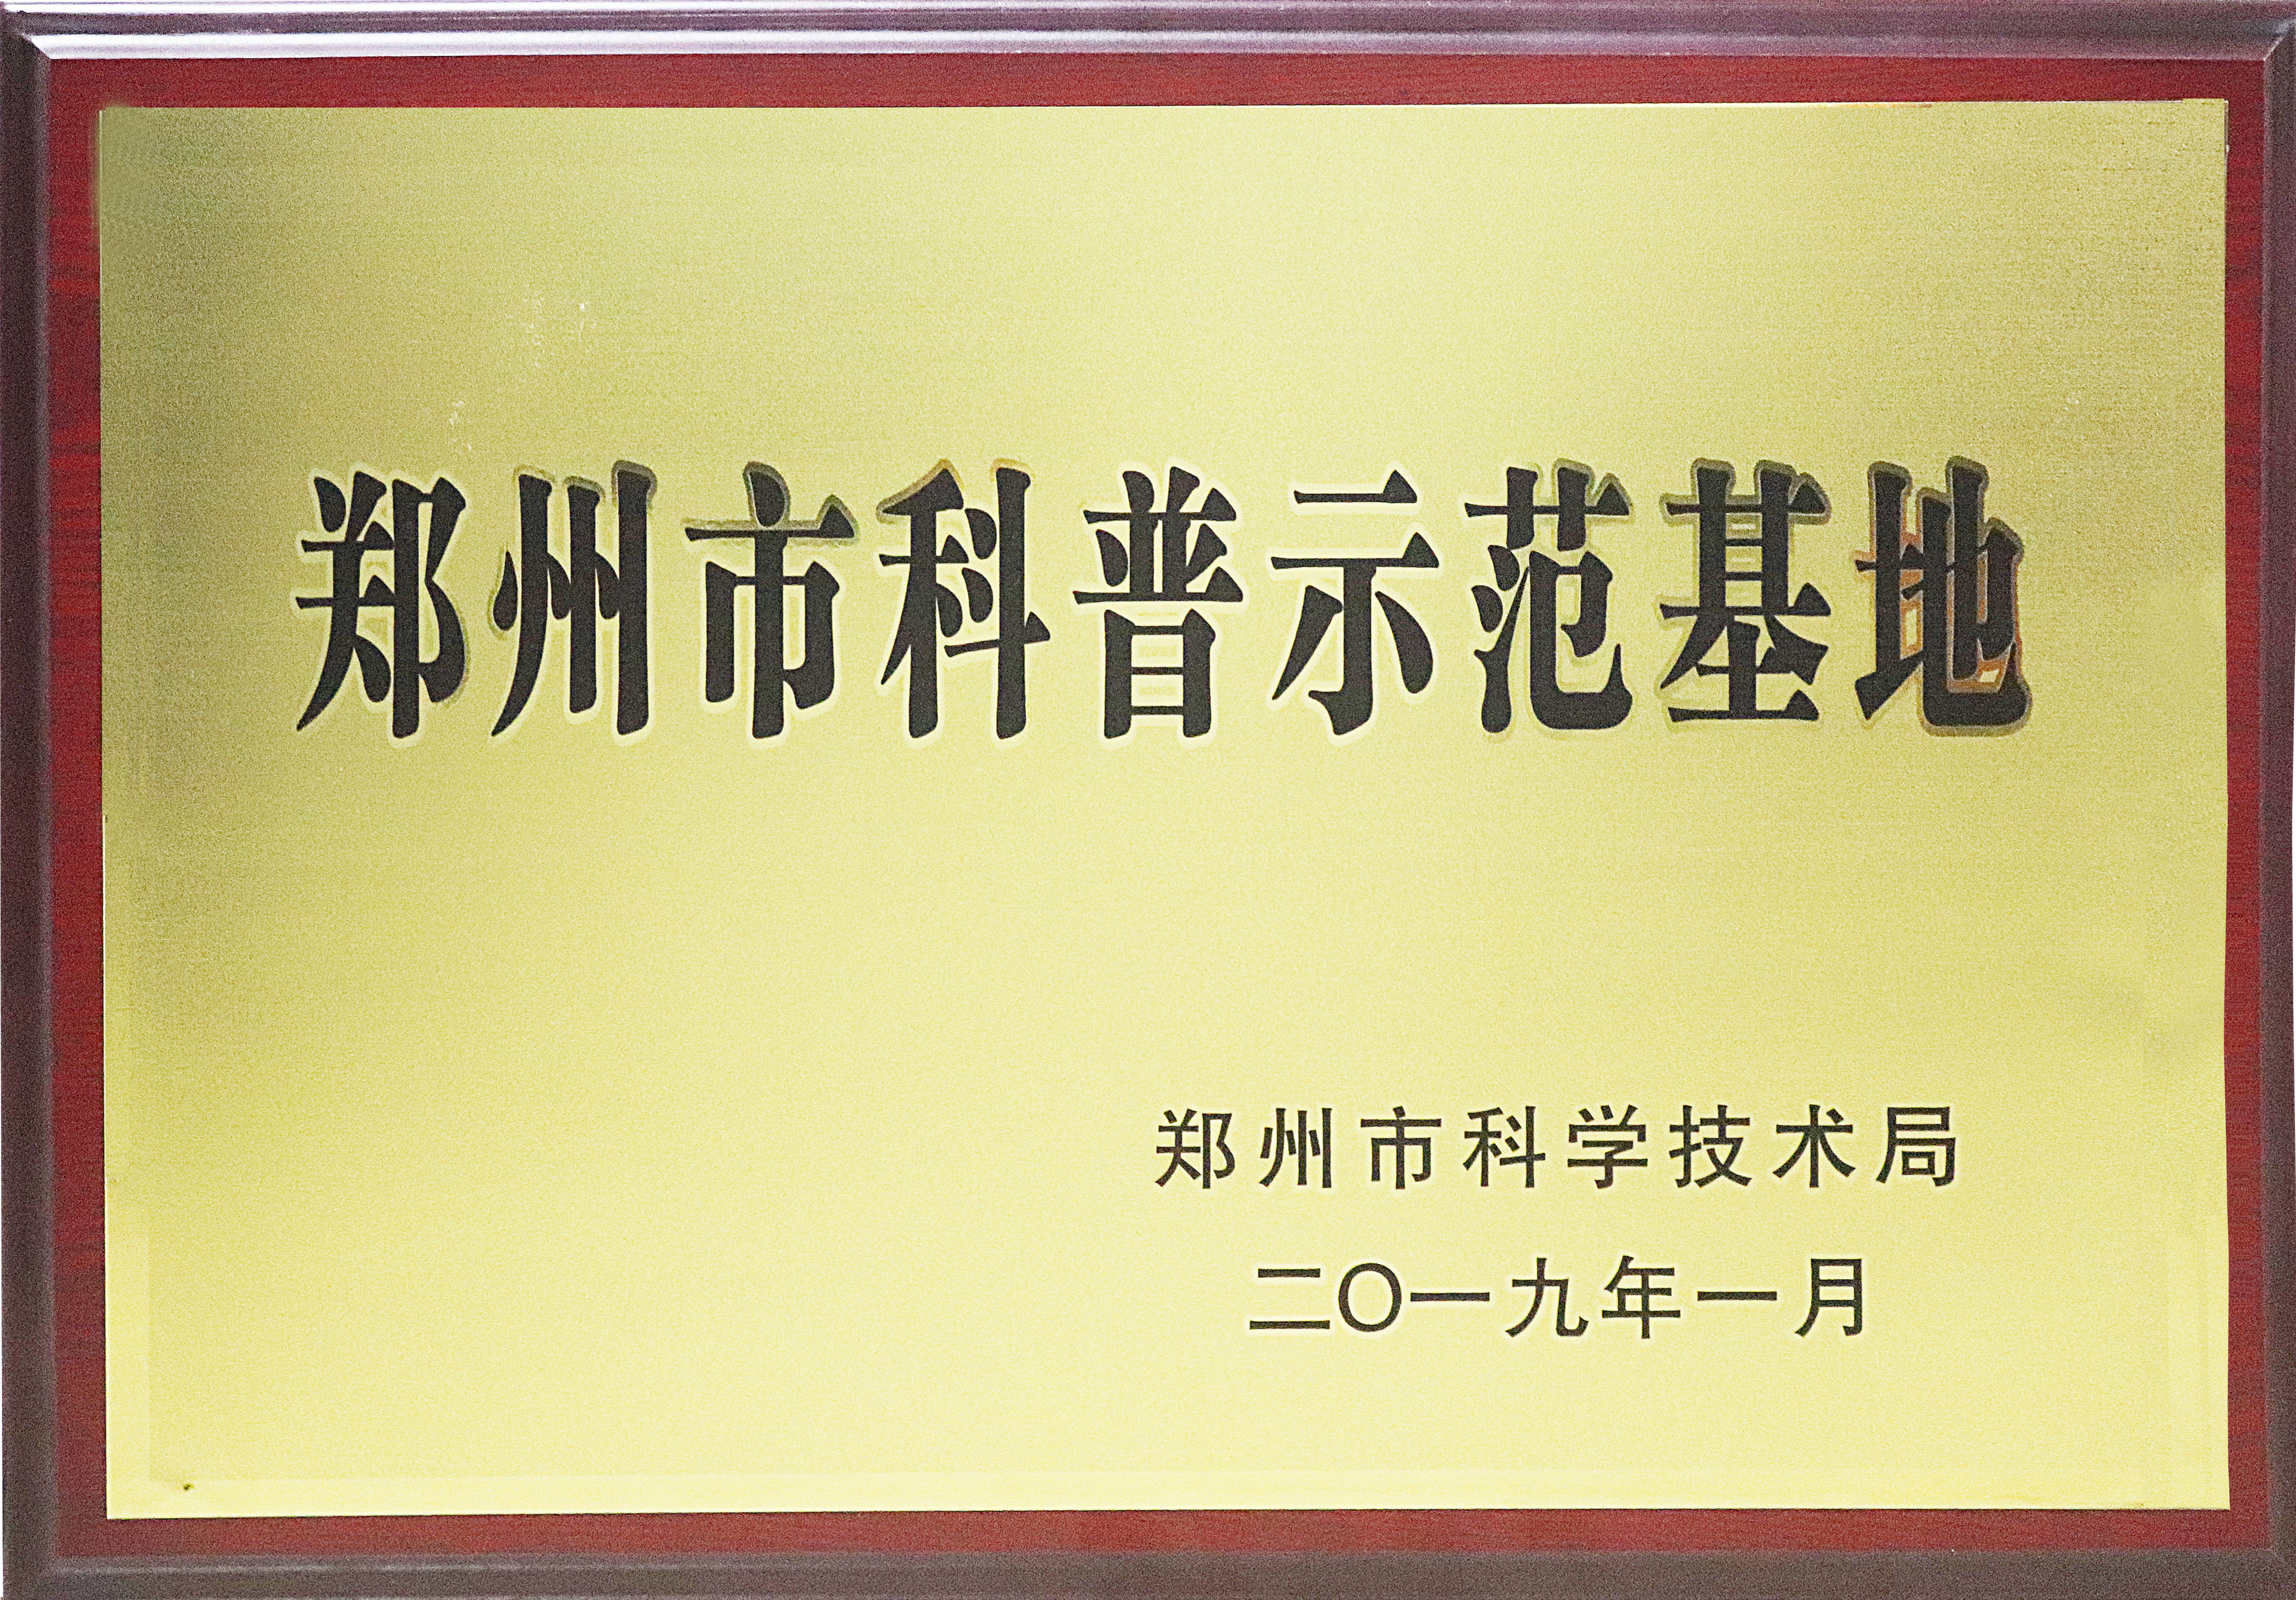 郑州市科普示范基地
郑州市科学技术局
二〇一九年一月